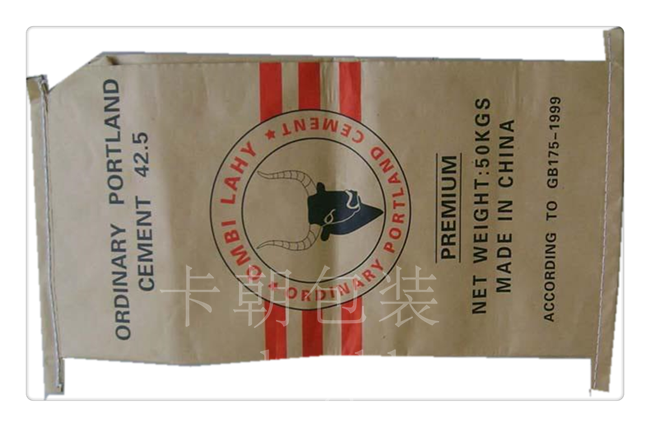 ORDINARY PORTLAND
CEMENT 42.5
OMBI LAHY
★ ORDINARY PORTLAND CEMENT ★
PREMIUM
NET WEIGHT:50KGS
MADE IN CHINA
ACCORDING TO GB175-1999
卡朝包装